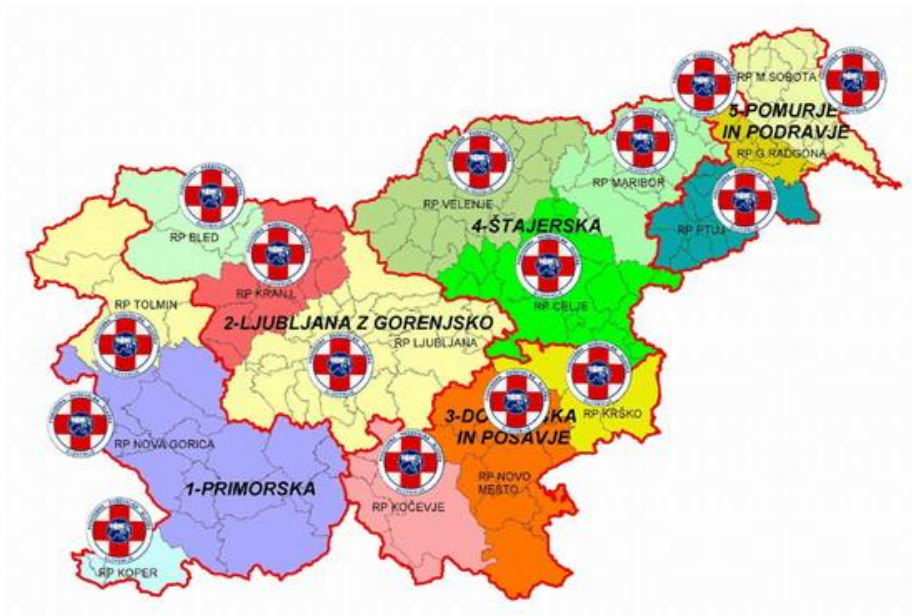 RP M.SOBOTA
5-POMURJE
IN PODRAVJE
RP G.RADGONA
RP MARIBOR
RP VELENJE
RP PTUJ
4-ŠTAJERSKA
RP BLED
RP KRANJ
RP CELJE
RP TOLMIN
2-LJUBLJANA Z GORENJSKO
RP LJUBLJANA
RP KRŠKO
IN POSAVJE
RP NOVA GORICA
RP NOVO
MESTO
1-PRIMORSKA
RP KOČEVJE
RP KOPER